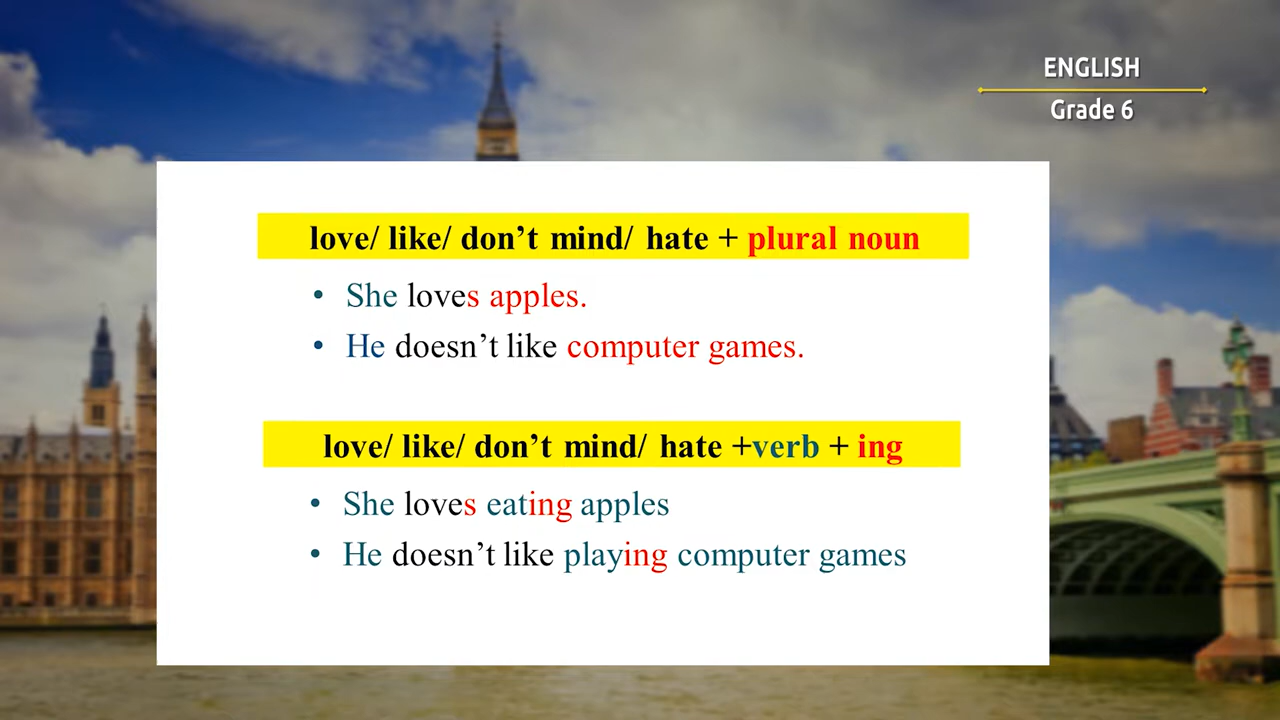 ENGLISH
Grade 6
love/ like/ don’t mind/ hate + plural noun
• She loves apples.
• He doesn’t like computer games.
love/ like/ don’t mind/ hate +verb + ing
• She loves eating apples
• He doesn’t like playing computer games